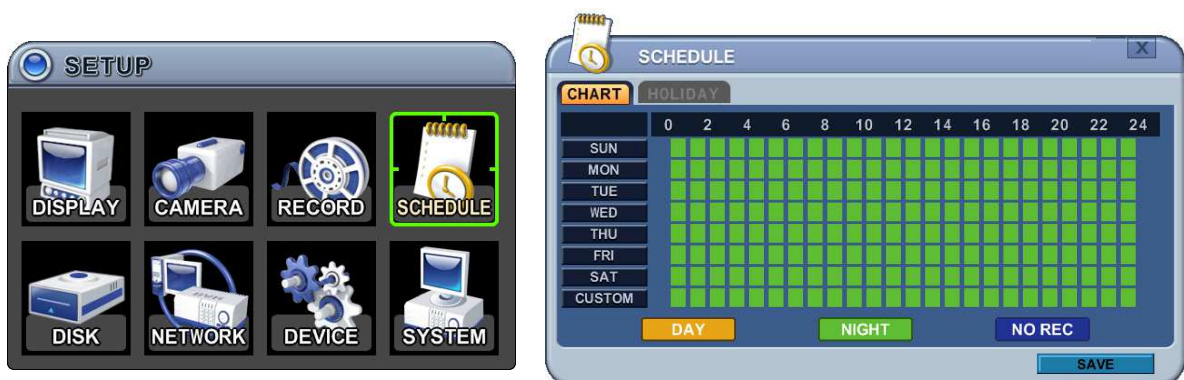 SETUP
DISPLAY CAMERA RECORD SCHEDULE
DISK NETWORK DEVICE SYSTEM
SCHEDULE X
CHART HOLIDAY
0 2 4 6 8 10 12 14 16 18 20 22 24
SUN
MON
TUE
WED
THU
FRI
SAT
CUSTOM
DAY NIGHT NO REC
SAVE